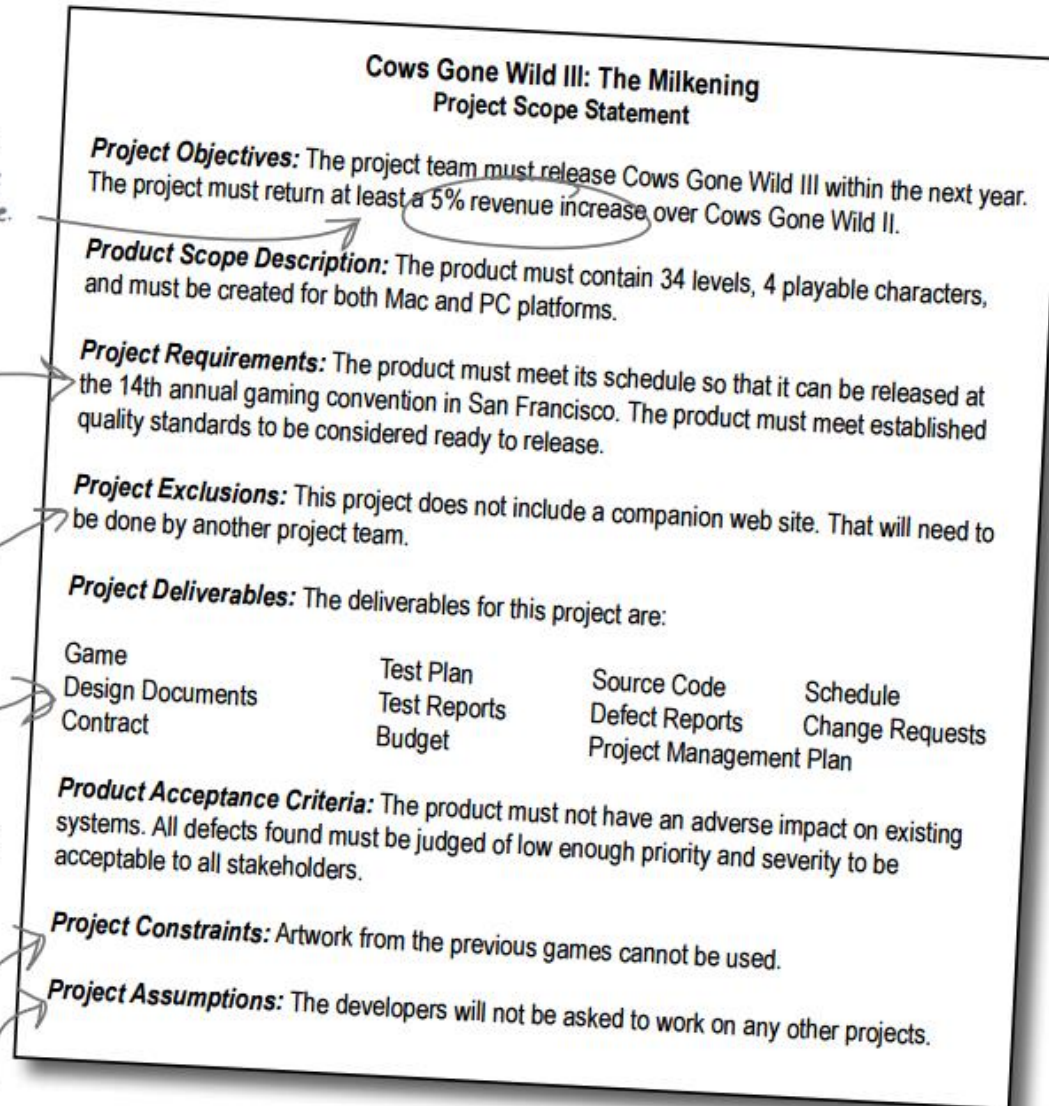 Cows Gone Wild III: The Milkening
Project Scope Statement
Project Objectives: The project team must release Cows Gone Wild III within the next year.
The project must return at least a 5% revenue increase over Cows Gone Wild II.
Product Scope Description: The product must contain 34 levels, 4 playable characters,
and must be created for both Mac and PC platforms.
Project Requirements: The product must meet its schedule so that it can be released at
the 14th annual gaming convention in San Francisco. The product must meet established
quality standards to be considered ready to release.
Project Exclusions: This project does not include a companion web site. That will need to
be done by another project team.
Project Deliverables: The deliverables for this project are:
Game Test Plan Source Code Schedule
Design Documents Test Reports Defect Reports Change Requests
Contract Budget Project Management Plan
Product Acceptance Criteria: The product must not have an adverse impact on existing
systems. All defects found must be judged of low enough priority and severity to be
acceptable to all stakeholders.
Project Constraints: Artwork from the previous games cannot be used.
Project Assumptions: The developers will not be asked to work on any other projects.